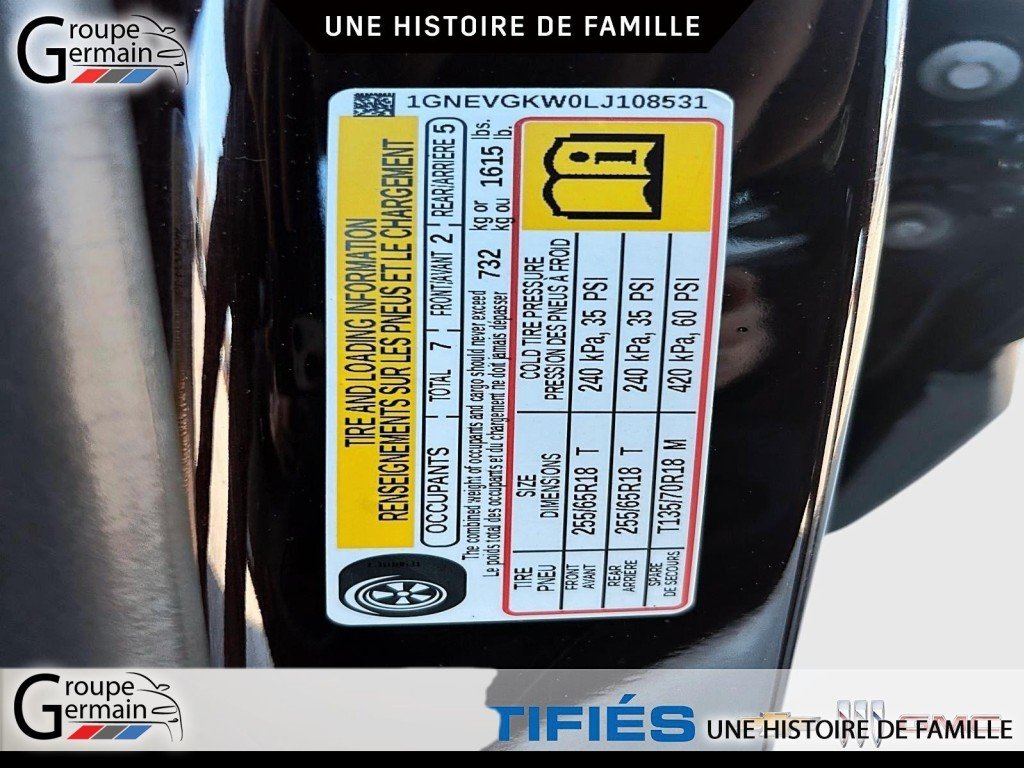 Groupe
Germain
UNE HISTOIRE DE FAMILLE
1GNEVGKW0LJ108531
TIRE AND LOADING INFORMATION
RENSEIGNEMENTS SUR LES PNEUS ET LE CHARGEMENT
OCCUPANTS TOTAL 7 FRONT/AVANT 2 REAR/ARRIÈRE 5
The combined weight of occupants and cargo should never exceed 732 kg or 1615 lbs.
Le poids total des occupants et du chargement ne doit jamais dépasser kg ou lb.
TIRE SIZE COLD TIRE PRESSURE
PNEU DIMENSIONS PRESSION DES PNEUS À FROID
FRONT
AVANT 255/65R18 T 240 kPa, 35 PSI
REAR
ARRIÈRE 255/65R18 T 240 kPa, 35 PSI
SPARE
DE SECOURS T135/70R18 M 420 kPa, 60 PSI
Groupe
Germain
TIFIÉS
GMC
UNE HISTOIRE DE FAMILLE